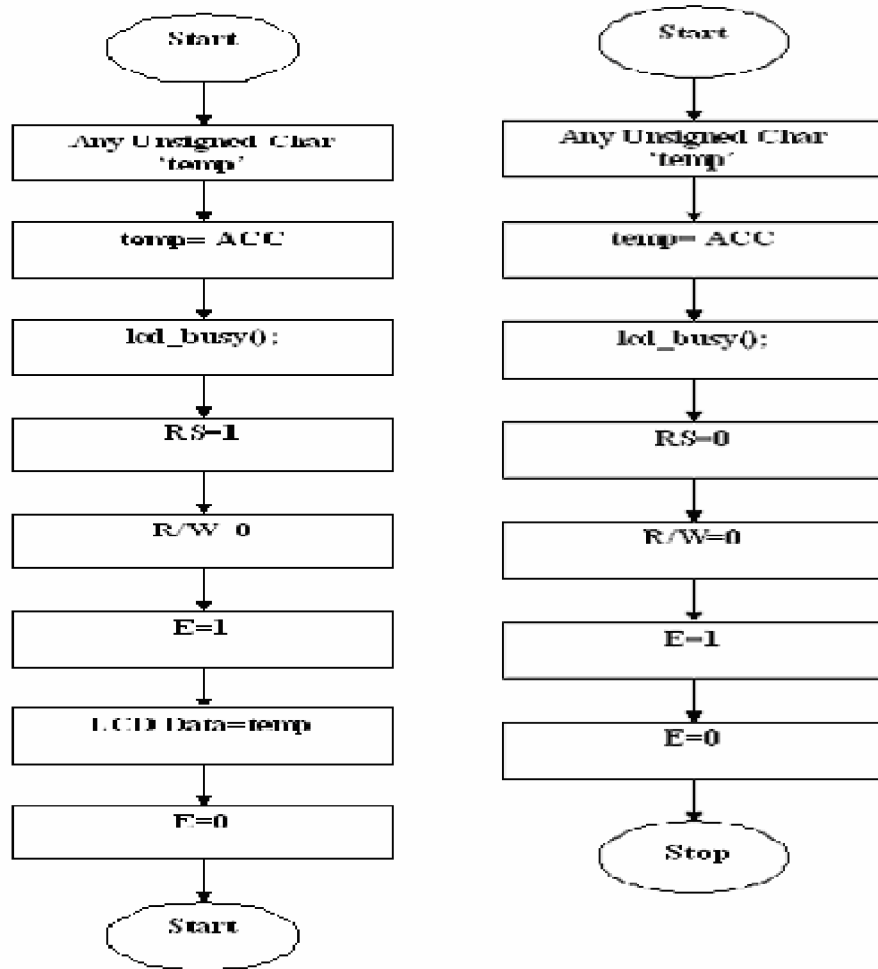 Start
Any Unsigned Char
‘temp’
temp= ACC
lcd_busy();
RS=1
R/W 0
E=1
LCD Data=temp
E=0
Start
Start
Any Unsigned Char
‘temp’
temp= ACC
lcd_busy();
RS=0
R/W=0
E=1
E=0
Stop